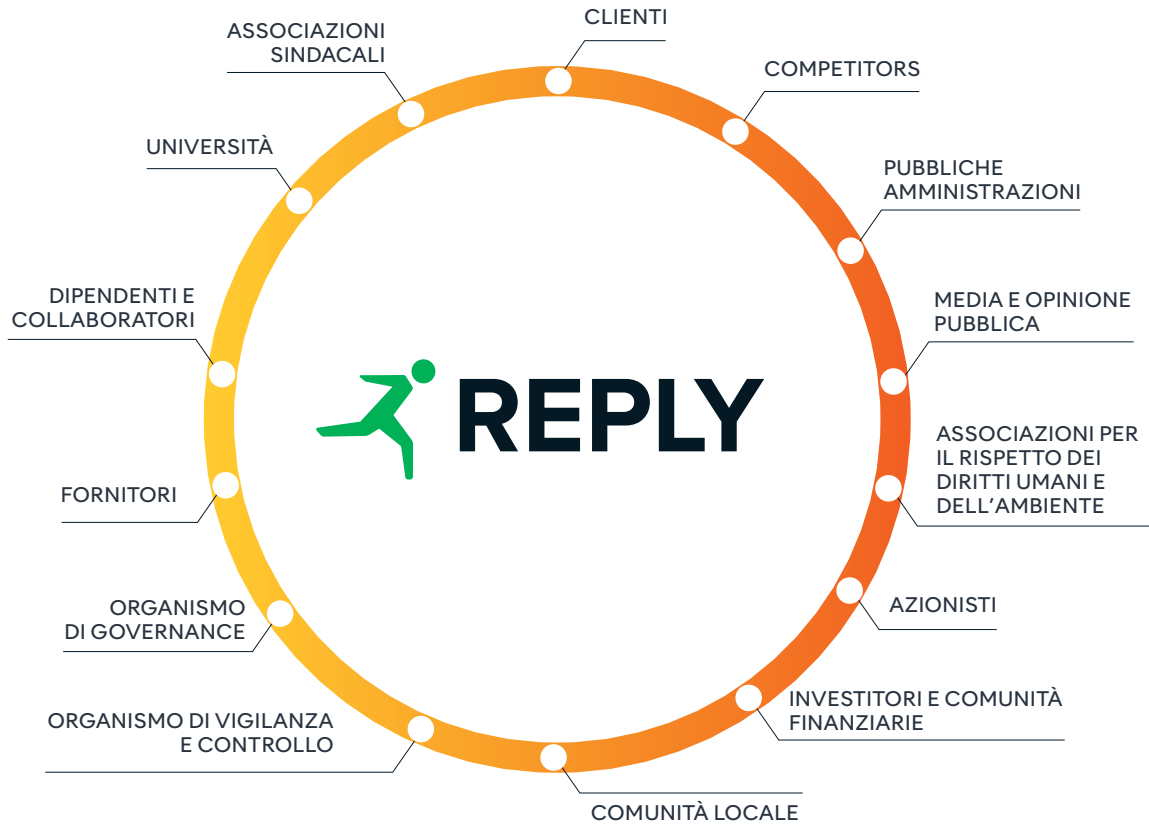 CLIENTI
ASSOCIAZIONI
SINDACALI
COMPETITORS
UNIVERSITÀ
PUBBLICHE
AMMINISTRAZIONI
DIPENDENTI E
COLLABORATORI
MEDIA E OPINIONE
PUBBLICA
REPLY
ASSOCIAZIONI PER
IL RISPETTO DEI
DIRITTI UMANI E
DELL’AMBIENTE
FORNITORI
ORGANISMO
DI GOVERNANCE
AZIONISTI
ORGANISMO DI VIGILANZA
E CONTROLLO
INVESTITORI E COMUNITÀ
FINANZIARIE
COMUNITÀ LOCALE